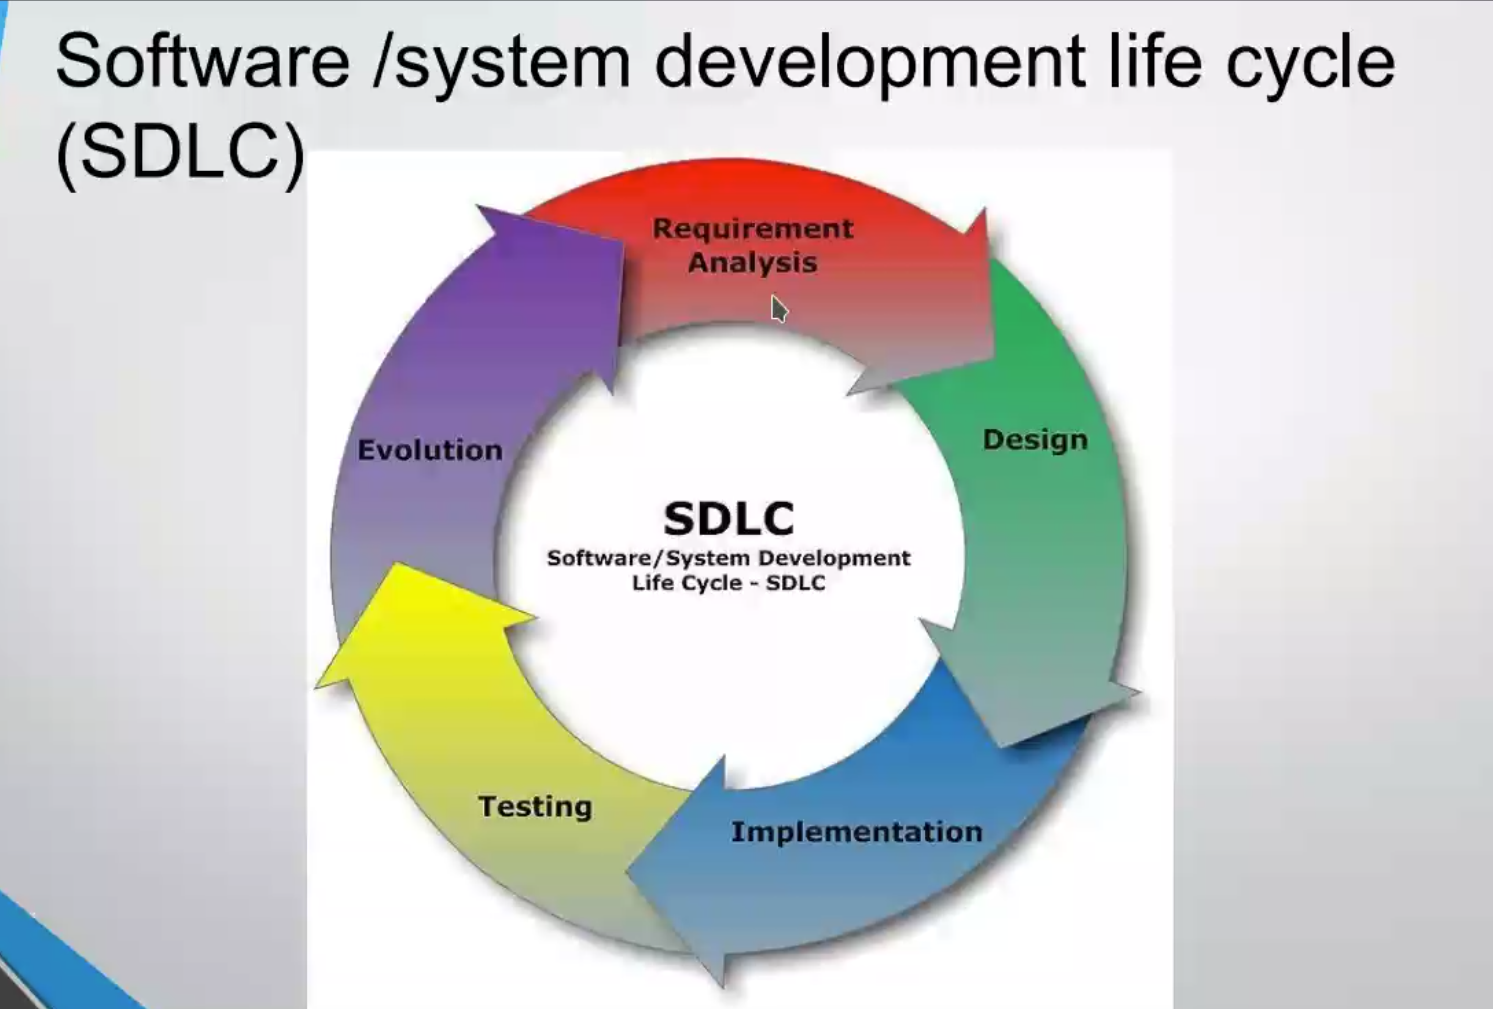 Software /system development life cycle
(SDLC)
Requirement
Analysis
Design
Evolution
SDLC
Software/System Development
Life Cycle - SDLC
Testing
Implementation